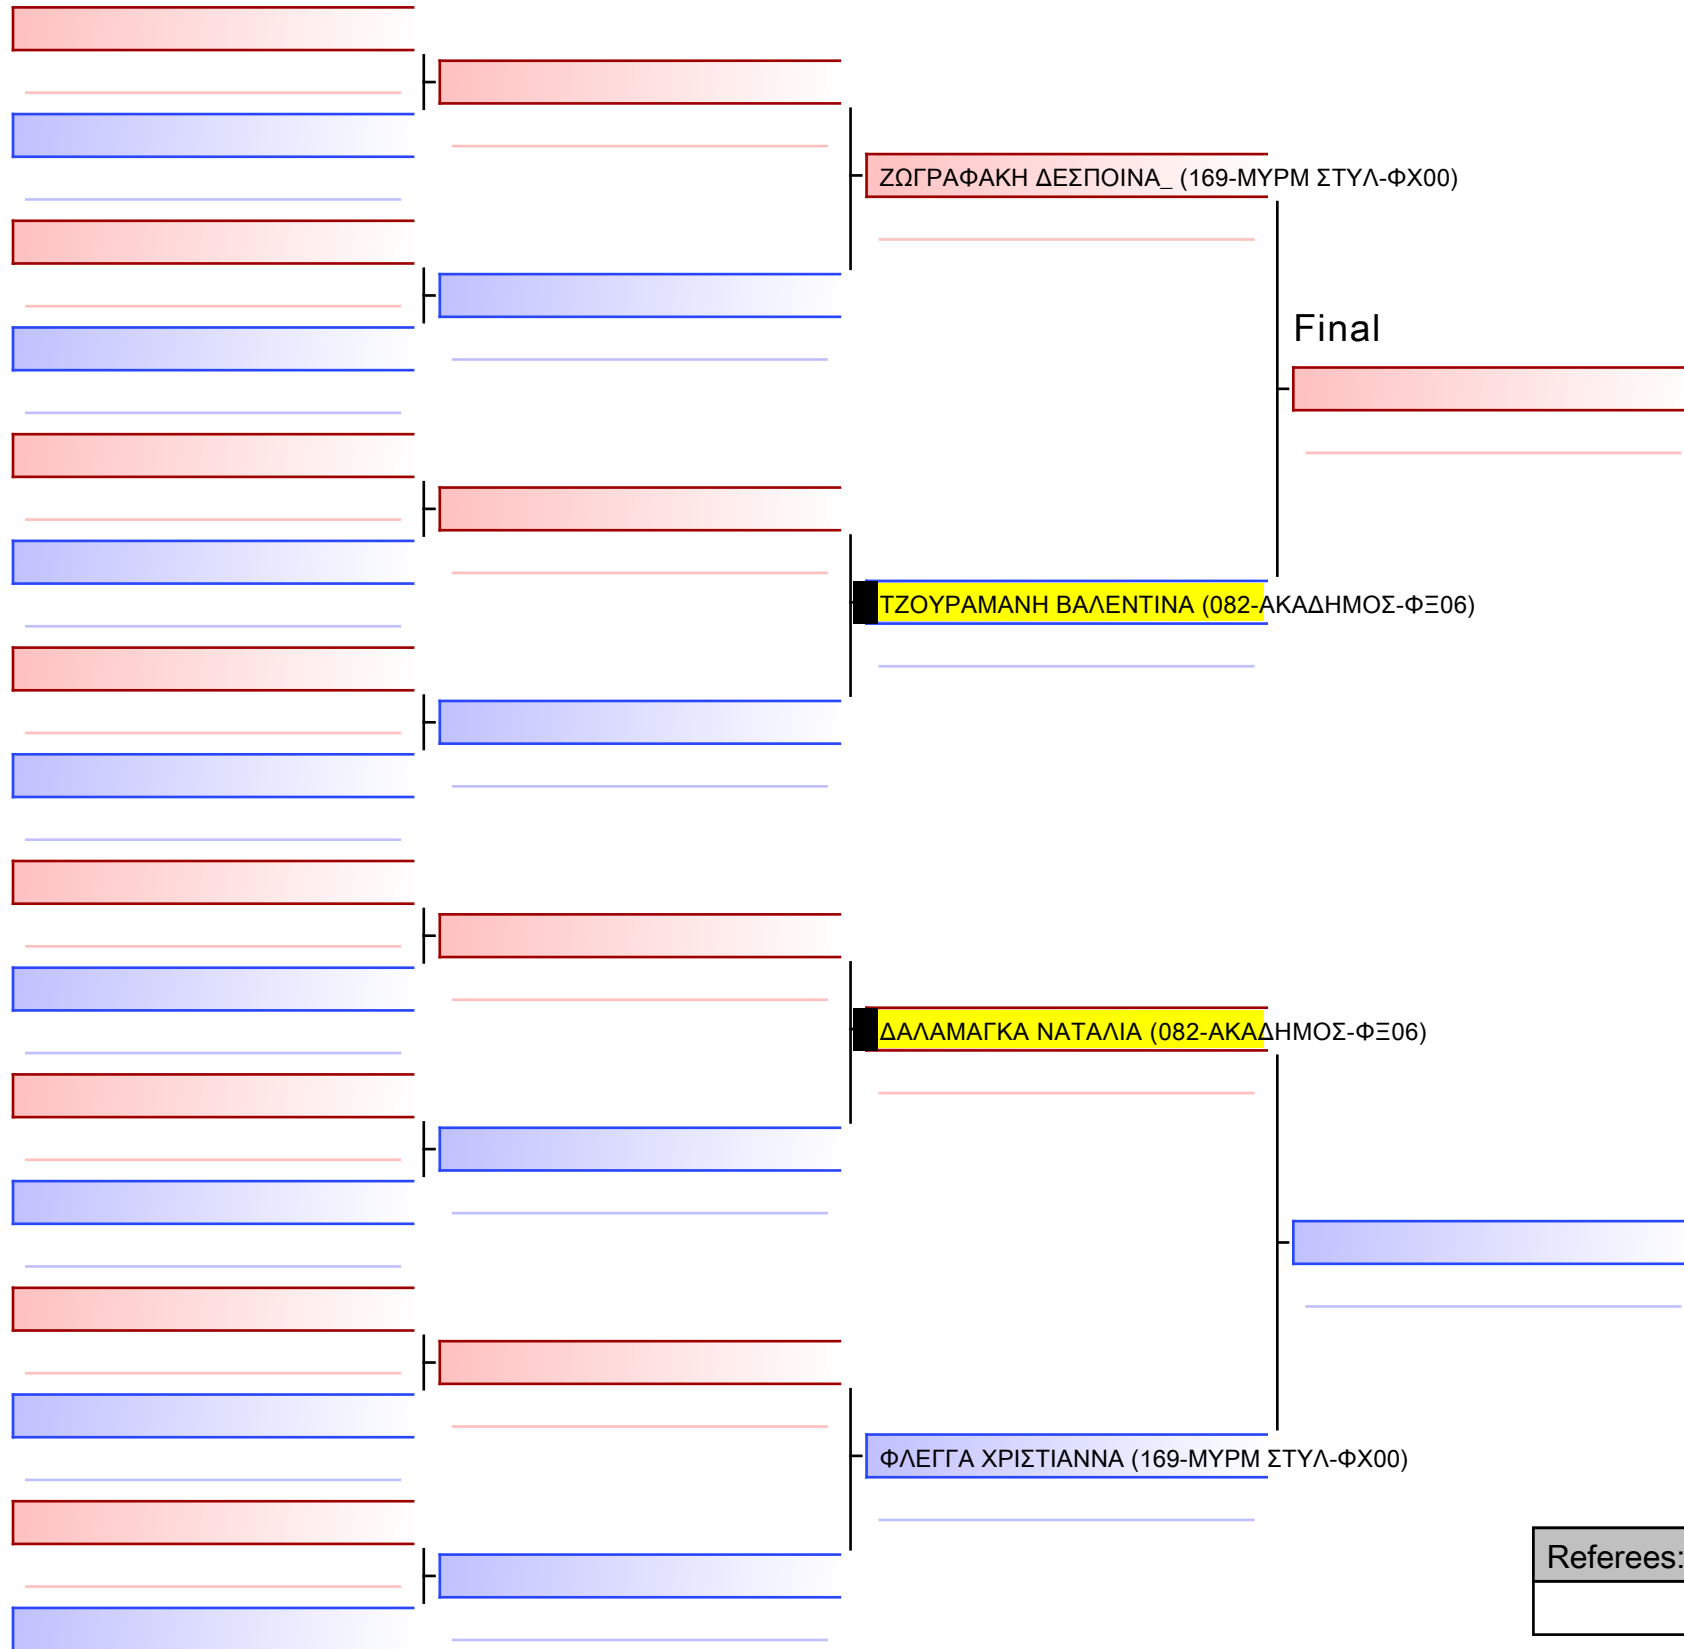 ΖΩΓΡΑΦΑΚΗ ΔΕΣΠΟΙΝΑ_ (169-ΜΥΡΜ ΣΤΥΛ-ΦΧ00)
Final
ΤΖΟΥΡΑΜΑΝΗ ΒΑΛΕΝΤΙΝΑ (082-ΑΚΑΔΗΜΟΣ-ΦΞ06)
ΔΑΛΑΜΑΓΚΑ ΝΑΤΑΛΙΑ (082-ΑΚΑΔΗΜΟΣ-ΦΞ06)
ΦΛΕΓΓΑ ΧΡΙΣΤΙΑΝΝΑ (169-ΜΥΡΜ ΣΤΥΛ-ΦΧ00)
Referees: